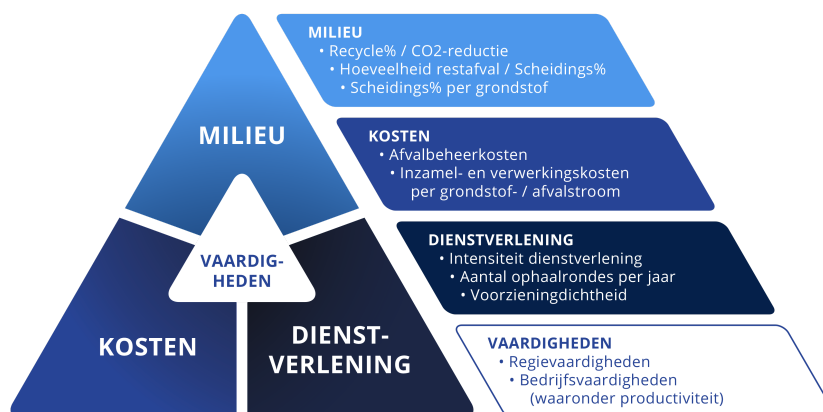 MILIEU
VAARDIG-
HEDEN
KOSTEN
DIENST-
VERLENING
MILIEU
• Recycle% / CO2-reductie
• Hoeveelheid restafval / Scheidings%
• Scheidings% per grondstof
KOSTEN
• Afvalbeheerkosten
• Inzamel- en verwerkingskosten
per grondstof- / afvalstroom
DIENSTVERLENING
• Intensiteit dienstverlening
• Aantal ophaalrondes per jaar
• Voorzieningdichtheid
VAARDIGHEDEN
• Regievaardigheden
• Bedrijfsvaardigheden
(waaronder productiviteit)